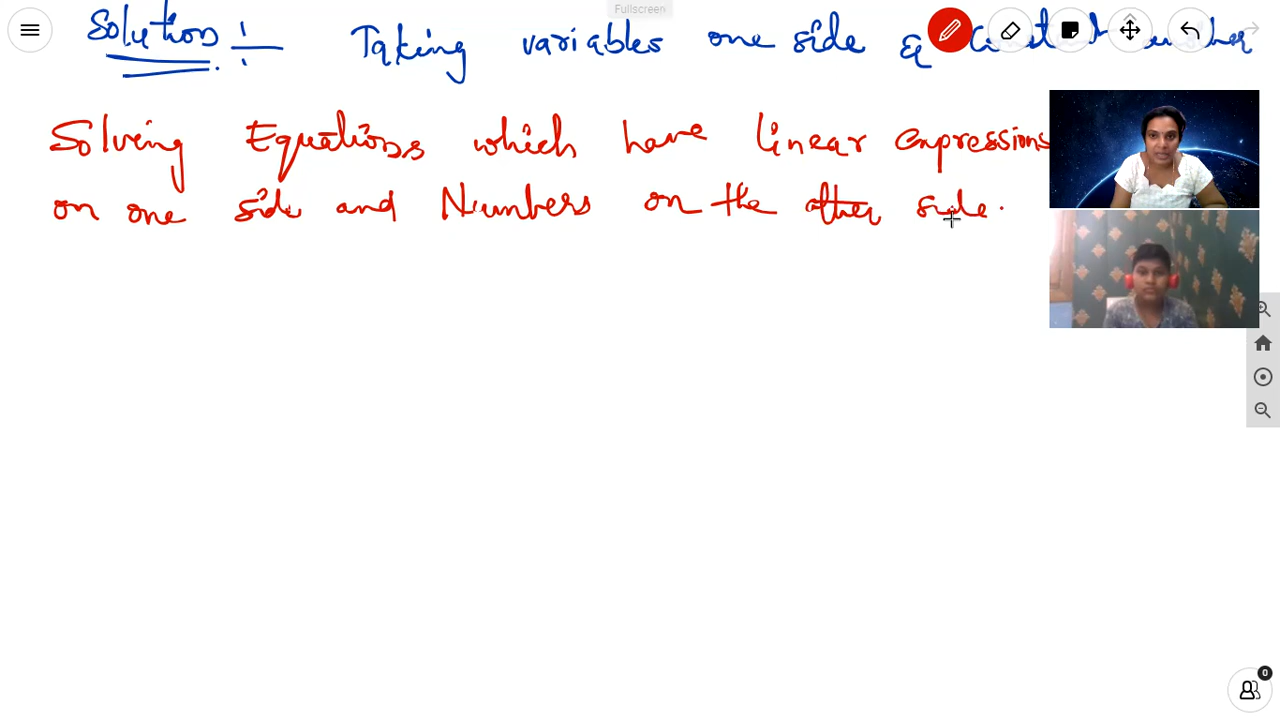 Fullscreen
Solution :- Taking variables one side &
Solving Equations which have linear expressions
on one side and Numbers on the other side.
0